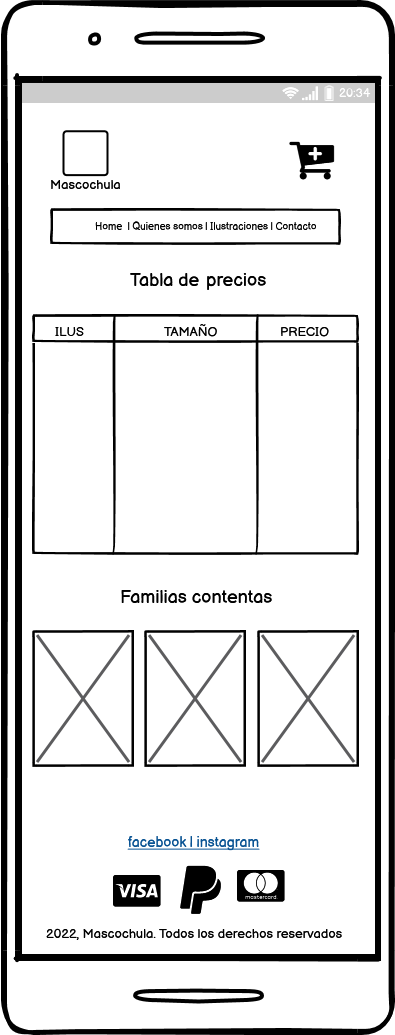 20:34
Mascochula
Home | Quienes somos | Ilustraciones | Contacto
Tabla de precios
ILUS TAMAÑO PRECIO
Familias contentas
facebook | instagram
VISA mastercard
2022, Mascochula. Todos los derechos reservados